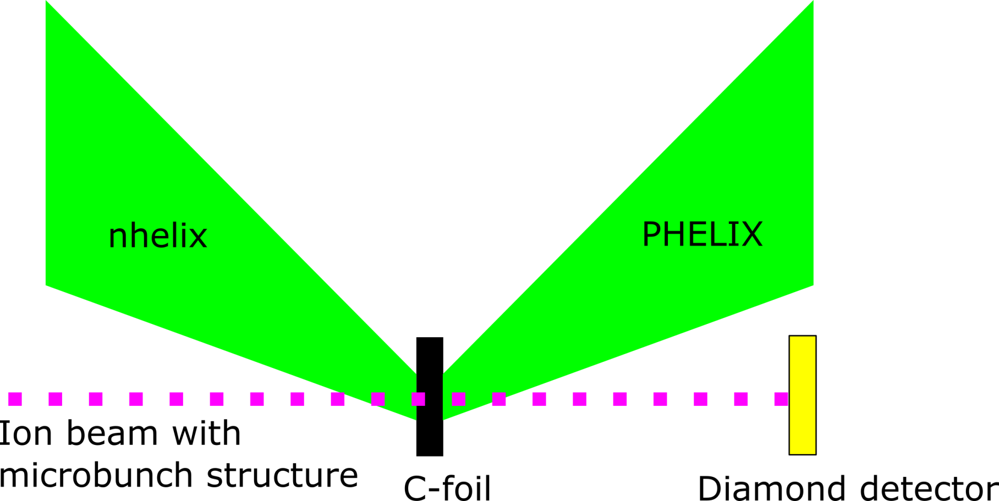 nhelix
PHELIX
Ion beam with
microbunch structure
C-foil
Diamond detector